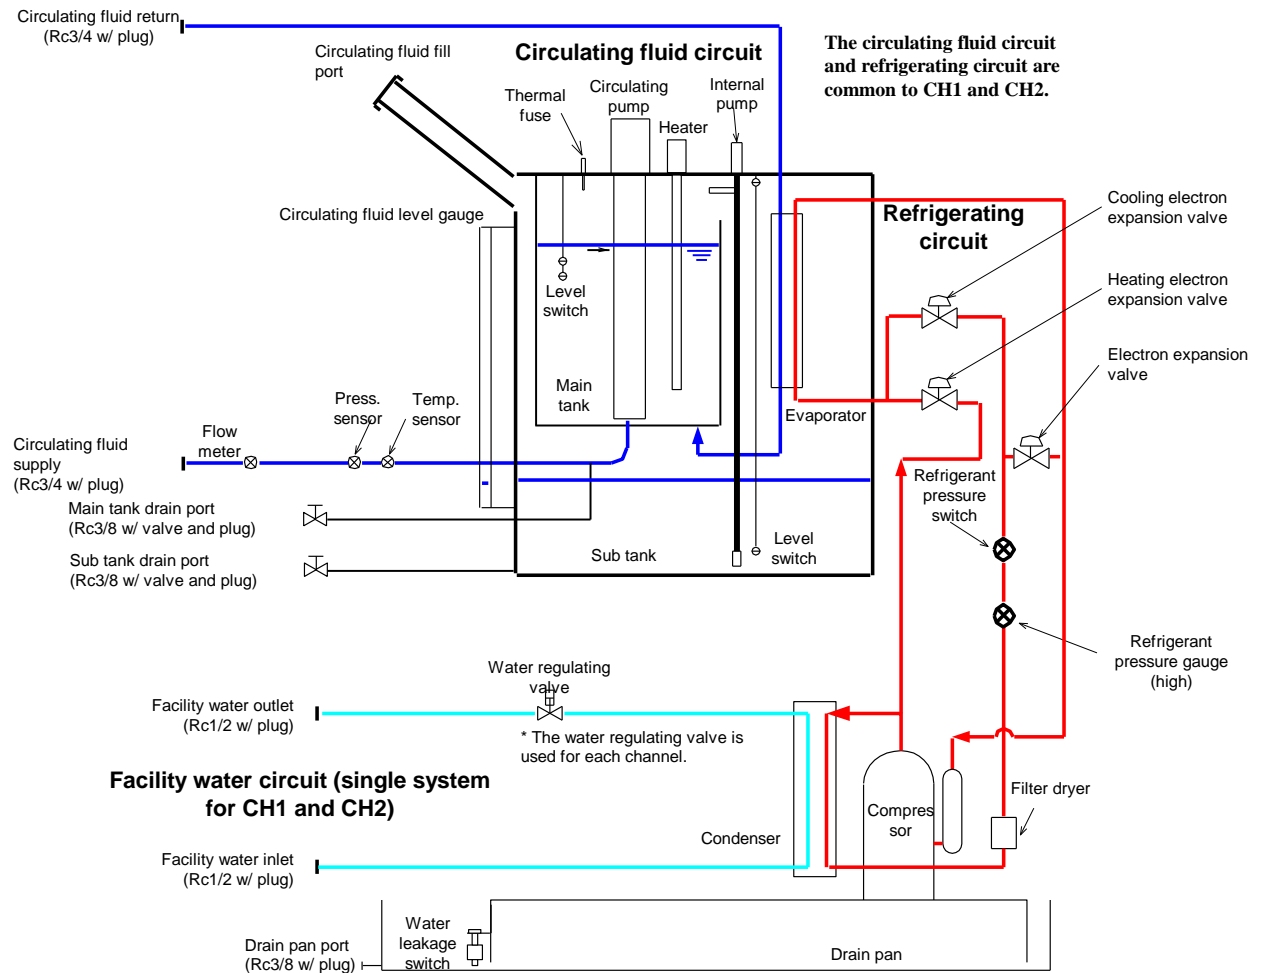 Circulating fluid return
(Rc3/4 w/ plug)
Circulating fluid fill
port
Circulating fluid circuit
The circulating fluid circuit
and refrigerating circuit are
common to CH1 and CH2.
Thermal
fuse
Circulating
pump
Heater
Internal
pump
Circulating fluid level gauge
Refrigerating
circuit
Cooling electron
expansion valve
Heating electron
expansion valve
Electron expansion
valve
Level
switch
Main
tank
Evaporator
Press.
sensor
Temp.
sensor
Flow
meter
Circulating fluid
supply
(Rc3/4 w/ plug)
Refrigerant
pressure
switch
Main tank drain port
(Rc3/8 w/ valve and plug)
Sub tank drain port
(Rc3/8 w/ valve and plug)
Sub tank
Level
switch
Refrigerant
pressure gauge
(high)
Water regulating
valve
Facility water outlet
(Rc1/2 w/ plug)
* The water regulating valve is
used for each channel.
Facility water circuit (single system
for CH1 and CH2)
Filter dryer
Compres
sor
Condenser
Facility water inlet
(Rc1/2 w/ plug)
Water
leakage
switch
Drain pan port
(Rc3/8 w/ plug)
Drain pan